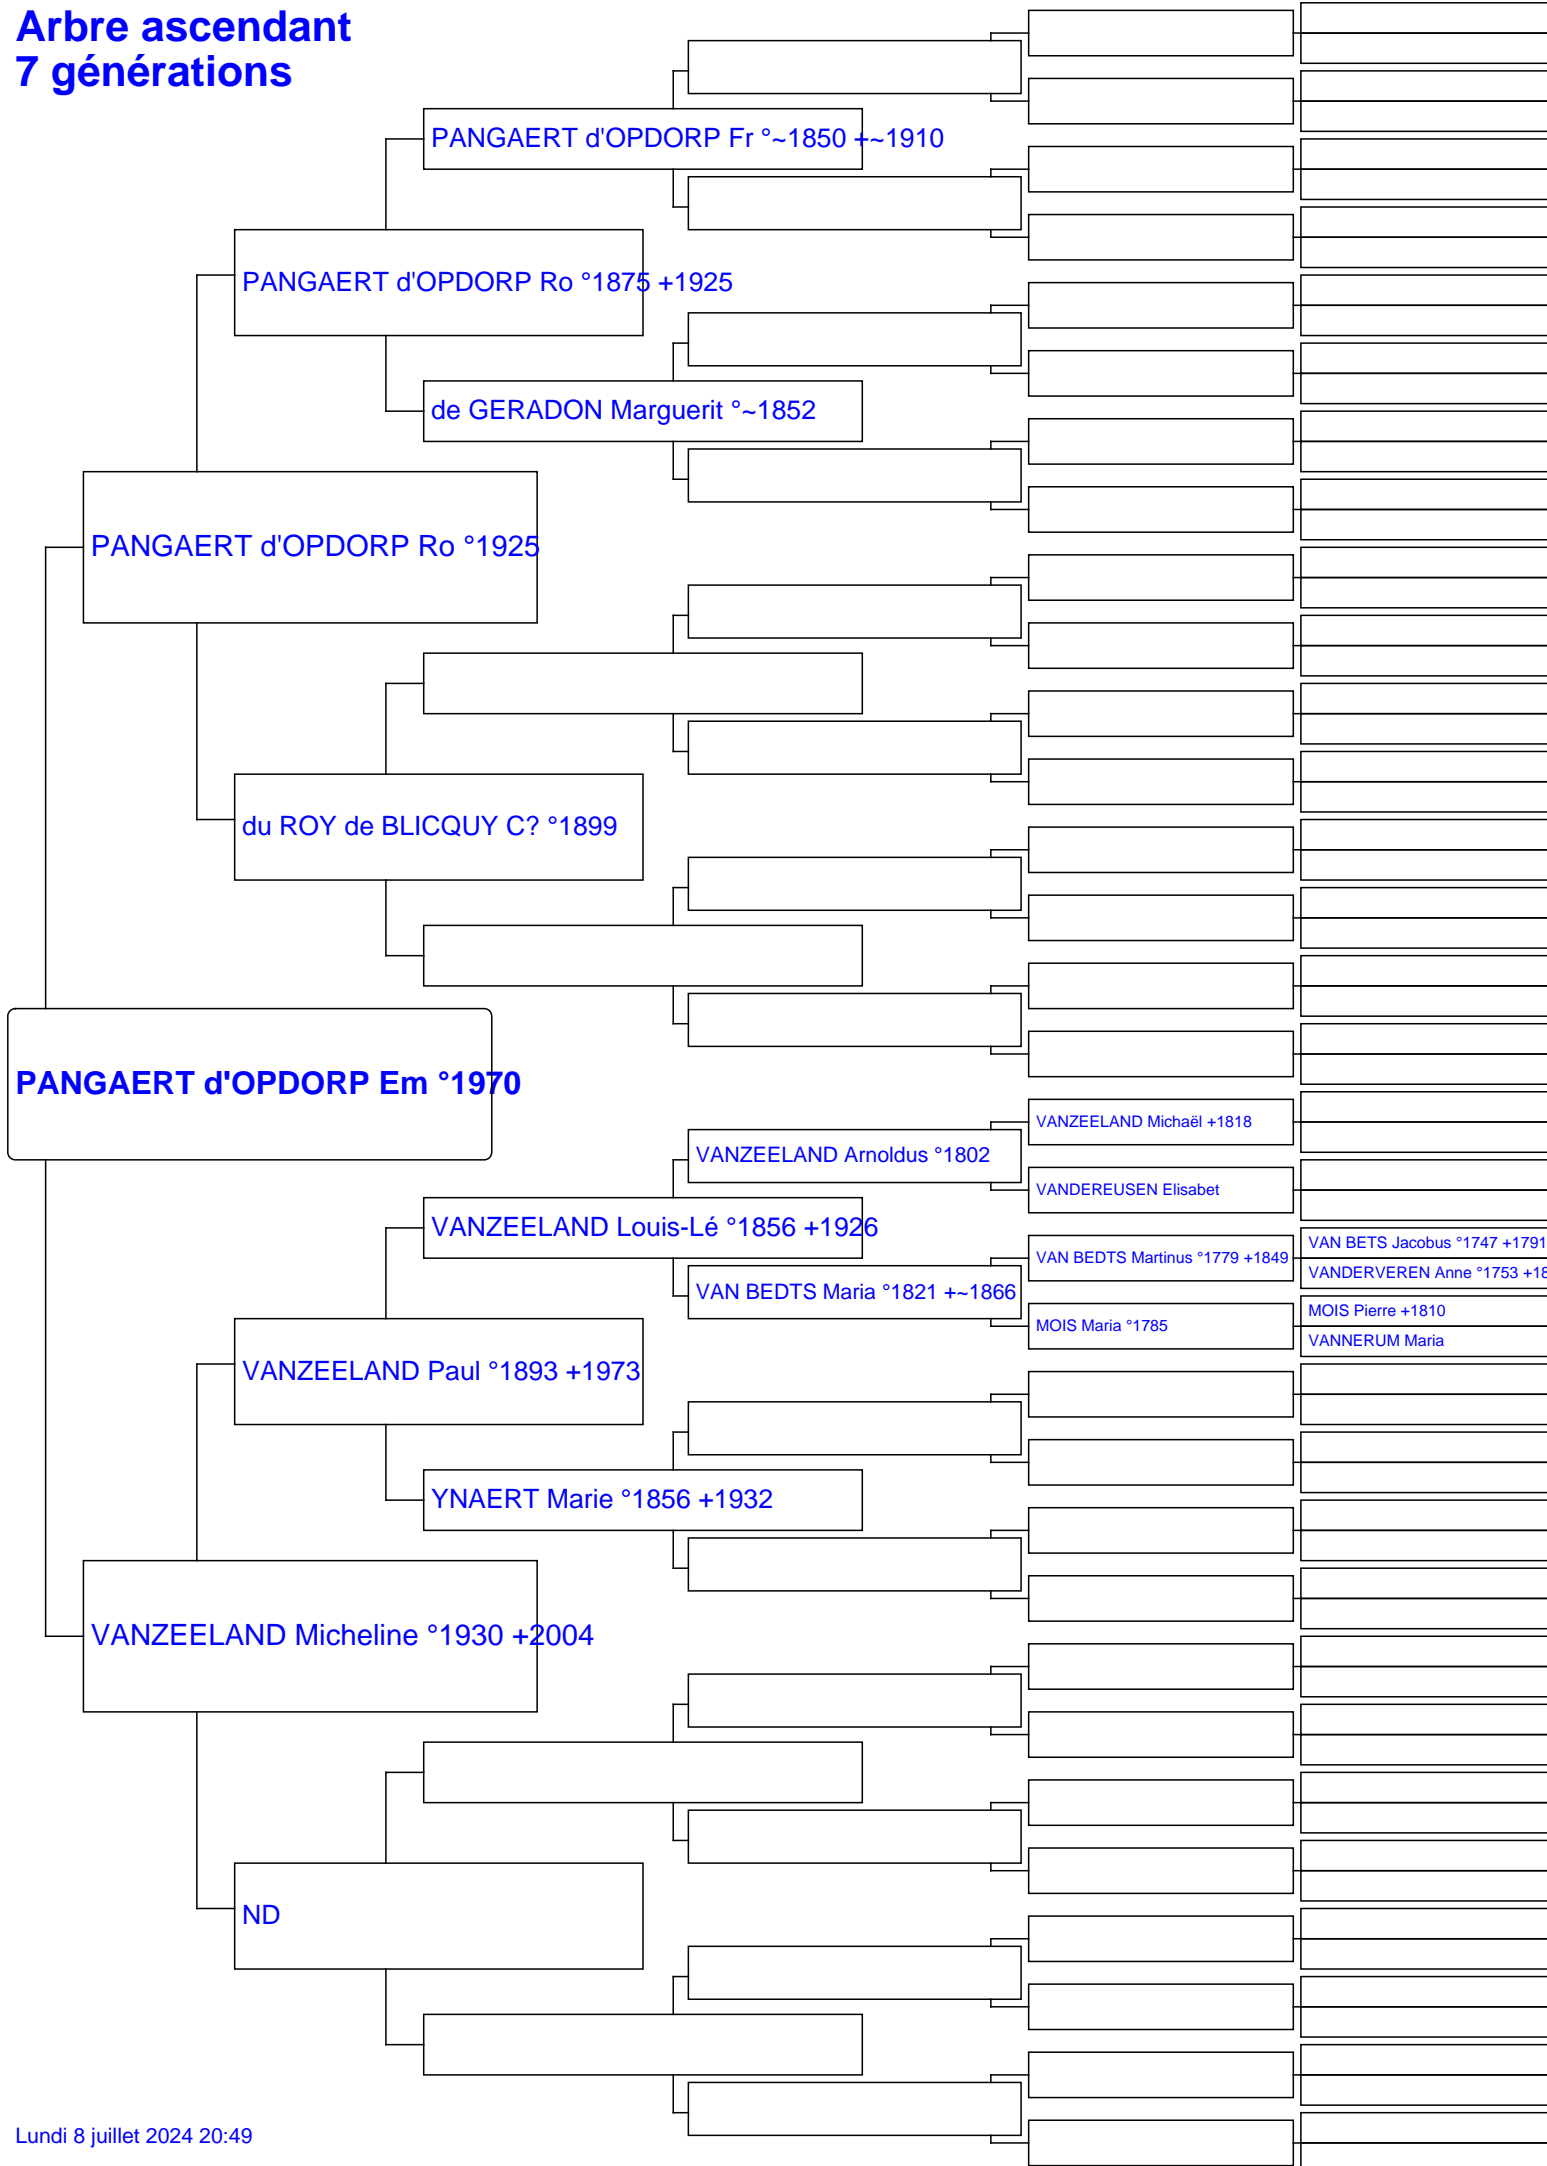 Arbre ascendant
7 générations
PANGAERT d'OPDORP Fr °~1850 +~1910
PANGAERT d'OPDORP Ro °1875 +1925
de GERADON Marguerit °~1852
PANGAERT d'OPDORP Ro °1925
du ROY de BLICQUY C? °1899
PANGAERT d'OPDORP Em °1970
VANZEELAND Michaël +1818
VANZEELAND Arnoldus °1802
VANDEREUSEN Elisabet
VANZEELAND Louis-Lé °1856 +1926
VAN BETS Jacobus °1747 +1791
VAN BEDTS Martinus °1779 +1849
VANDERVEREN Anne °1753 +18
VAN BEDTS Maria °1821 +~1866
MOIS Pierre +1810
MOIS Maria °1785
VANNERUM Maria
VANZEELAND Paul °1893 +1973
YNAERT Marie °1856 +1932
VANZEELAND Micheline °1930 +2004
ND
Lundi 8 juillet 2024 20:49